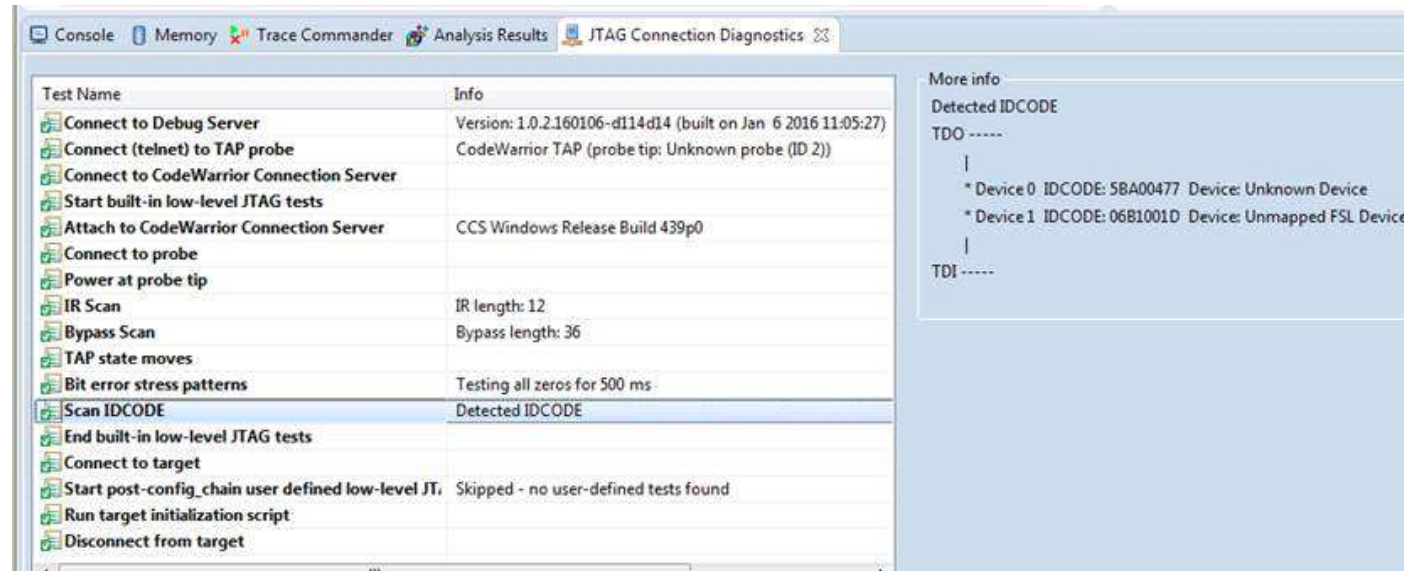 Console Memory Trace Commander Analysis Results JTAG Connection Diagnostics
Test Name Info
Connect to Debug Server Version: 1.0.2.160106-d114d14 (built on Jan 6 2016 11:05:27)
Connect (telnet) to TAP probe CodeWarrior TAP (probe tip: Unknown probe (ID 2))
Connect to CodeWarrior Connection Server
Start built-in low-level JTAG tests
Attach to CodeWarrior Connection Server CCS Windows Release Build 439p0
Connect to probe
Power at probe tip
IR Scan IR length: 12
Bypass Scan Bypass length: 36
TAP state moves
Bit error stress patterns Testing all zeros for 500 ms
Scan IDCODE Detected IDCODE
End built-in low-level JTAG tests
Connect to target
Start post-config_chain user defined low-level JT. Skipped - no user-defined tests found
Run target initialization script
Disconnect from target
More info
Detected IDCODE
TDO -----
|
* Device 0 IDCODE: 5BA00477 Device: Unknown Device
* Device 1 IDCODE: 06B1001D Device: Unmapped FSL Device
|
TDI -----